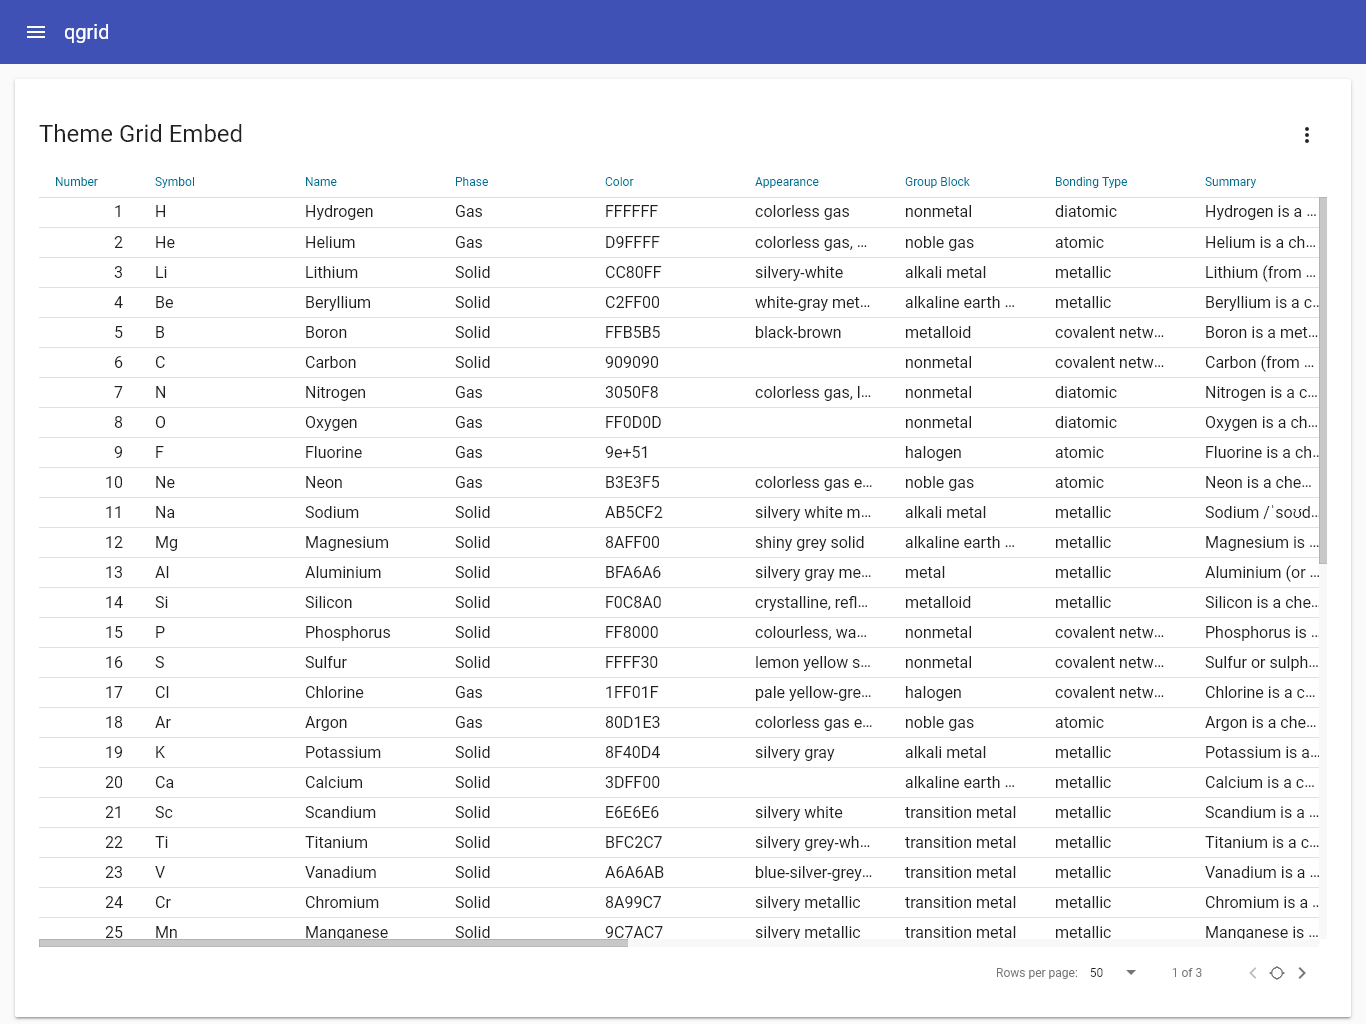 qgrid
Theme Grid Embed
Number Symbol Name Phase Color Appearance Group Block Bonding Type Summary
1 H Hydrogen Gas FFFFFF colorless gas nonmetal diatomic Hydrogen is a ...
2 He Helium Gas D9FFFF colorless gas, ... noble gas atomic Helium is a ch...
3 Li Lithium Solid CC80FF silvery-white alkali metal metallic Lithium (from ...
4 Be Beryllium Solid C2FF00 white-gray met... alkaline earth ... metallic Beryllium is a c...
5 B Boron Solid FFB5B5 black-brown metalloid covalent netw... Boron is a met...
6 C Carbon Solid 909090 nonmetal covalent netw... Carbon (from ...
7 N Nitrogen Gas 3050F8 colorless gas, l... nonmetal diatomic Nitrogen is a c...
8 O Oxygen Gas FF0D0D nonmetal diatomic Oxygen is a ch...
9 F Fluorine Gas 9e+51 halogen atomic Fluorine is a ch...
10 Ne Neon Gas B3E3F5 colorless gas e... noble gas atomic Neon is a che...
11 Na Sodium Solid AB5CF2 silvery white m... alkali metal metallic Sodium /ˈsoʊd...
12 Mg Magnesium Solid 8AFF00 shiny grey solid alkaline earth ... metallic Magnesium is ...
13 Al Aluminium Solid BFA6A6 silvery gray me... metal metallic Aluminium (or ...
14 Si Silicon Solid F0C8A0 crystalline, refl... metalloid metallic Silicon is a che...
15 P Phosphorus Solid FF8000 colourless, wa... nonmetal covalent netw... Phosphorus is ...
16 S Sulfur Solid FFFF30 lemon yellow s... nonmetal covalent netw... Sulfur or sulph...
17 Cl Chlorine Gas 1FF01F pale yellow-gre... halogen covalent netw... Chlorine is a c...
18 Ar Argon Gas 80D1E3 colorless gas e... noble gas atomic Argon is a che...
19 K Potassium Solid 8F40D4 silvery gray alkali metal metallic Potassium is a...
20 Ca Calcium Solid 3DFF00 alkaline earth ... metallic Calcium is a c...
21 Sc Scandium Solid E6E6E6 silvery white transition metal metallic Scandium is a ...
22 Ti Titanium Solid BFC2C7 silvery grey-wh... transition metal metallic Titanium is a c...
23 V Vanadium Solid A6A6AB blue-silver-grey... transition metal metallic Vanadium is a ...
24 Cr Chromium Solid 8A99C7 silvery metallic transition metal metallic Chromium is a ...
25 Mn Manganese Solid 9C7AC7 silvery metallic transition metal metallic Manganese is ...
Rows per page: 50 1 of 3